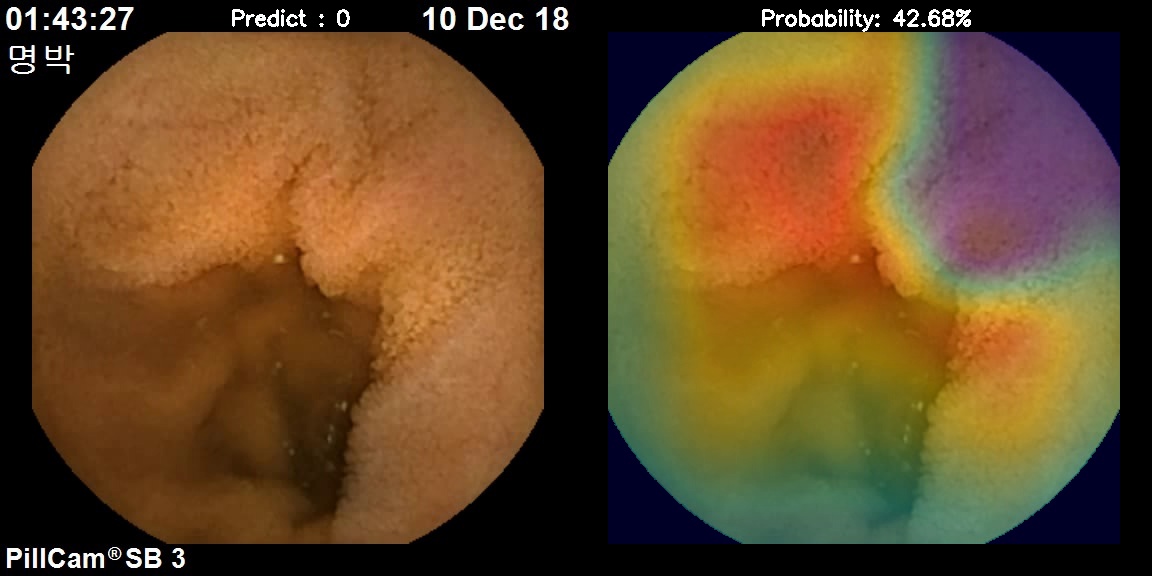 01:43:27
Predict : 0
10 Dec 18
Probability: 42.68%
명박
PillCam® SB 3